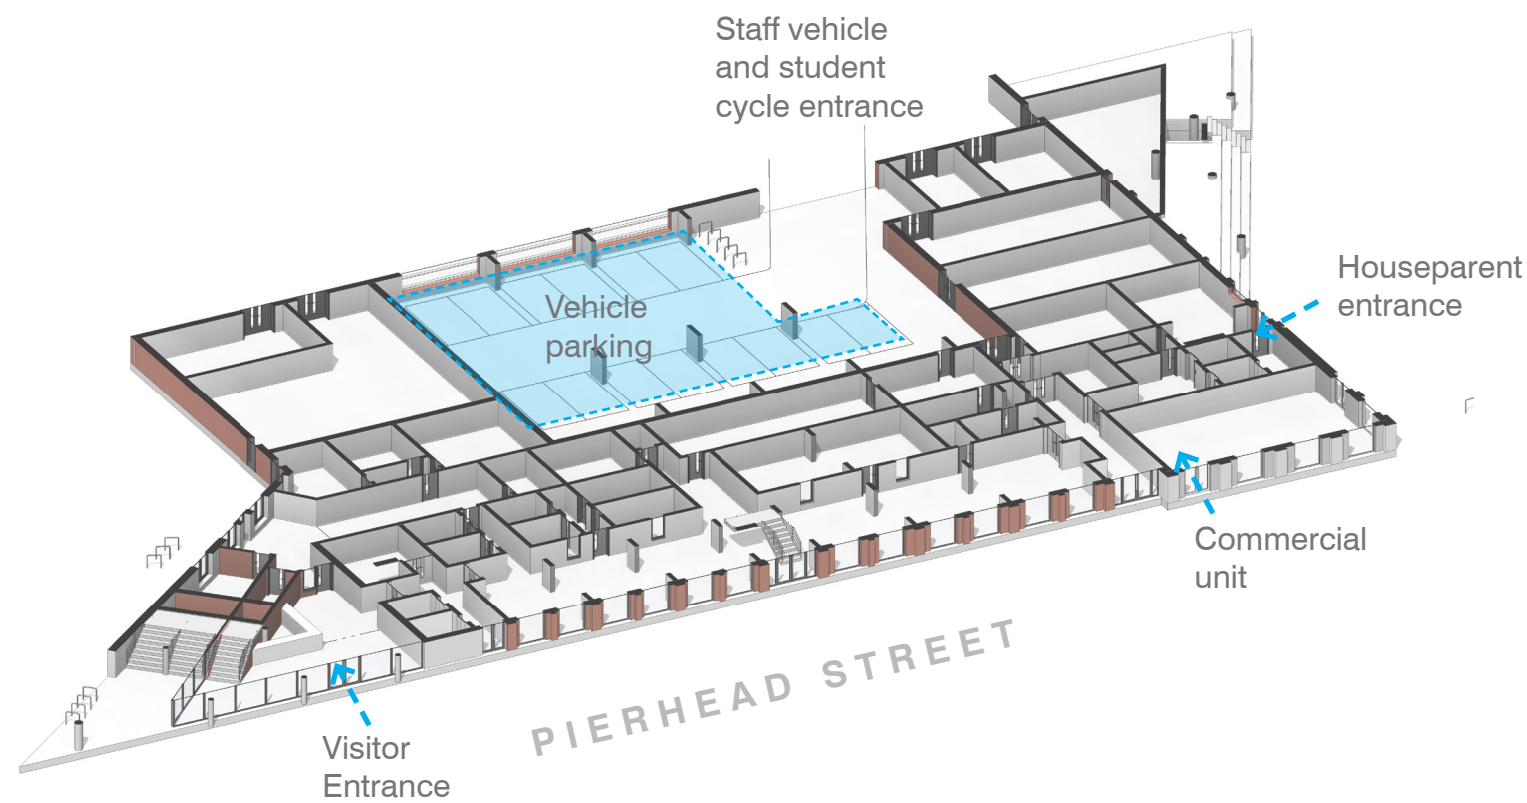 Staff vehicle
and student
cycle entrance
Houseparent
entrance
Vehicle
parking
Commercial
unit
PIERHEAD STREET
Visitor
Entrance